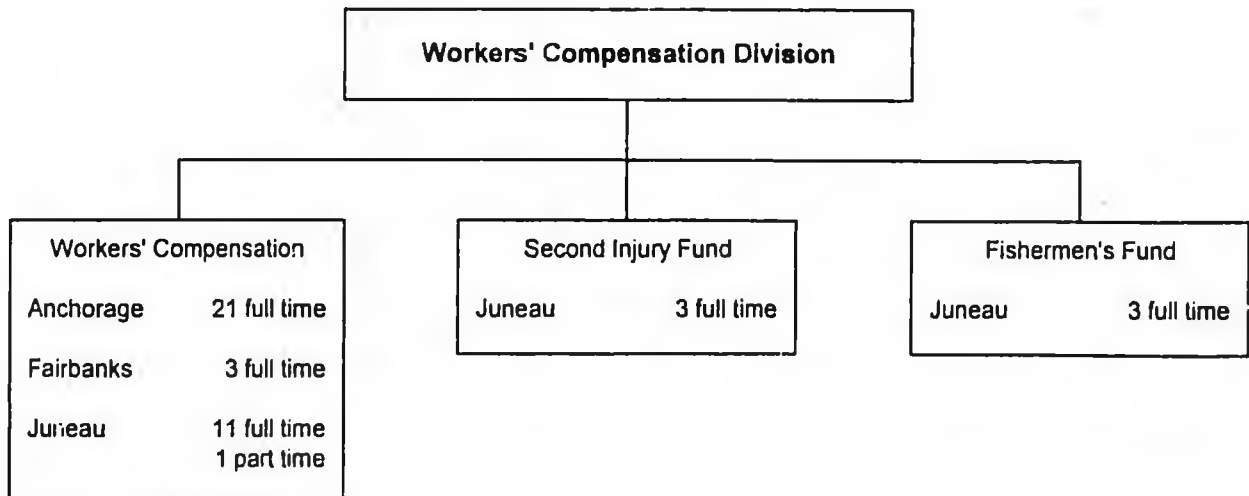 Workers' Compensation Division
Workers' Compensation
Anchorage 21 full time
Fairbanks 3 full time
Juneau 11 full time
1 part time
Second Injury Fund
Juneau 3 full time
Fishermen's Fund
Juneau 3 full time